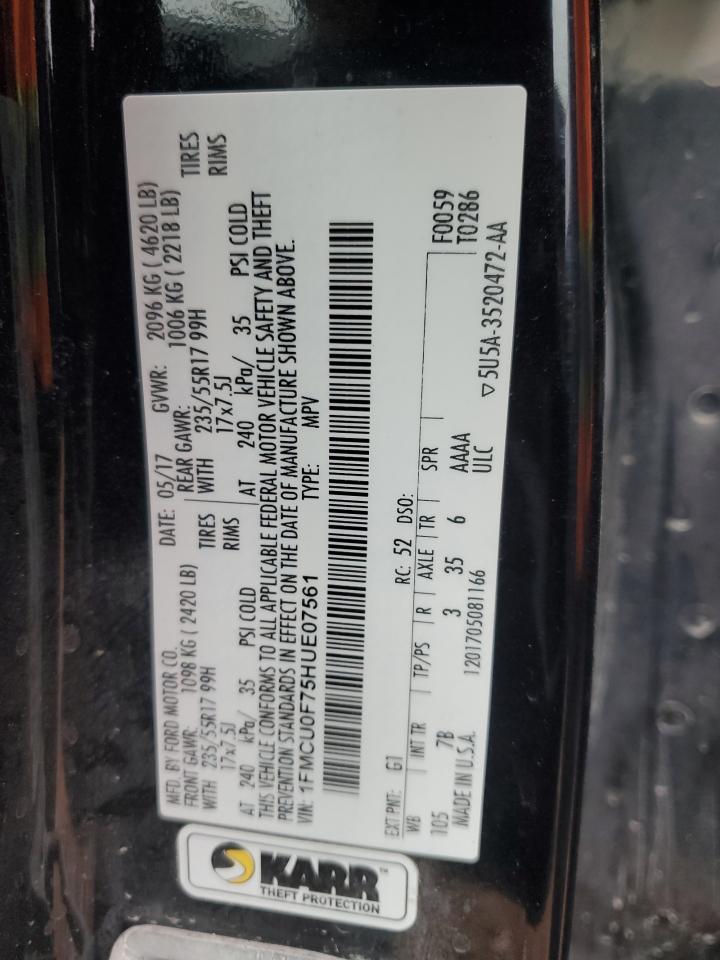 MFD. BY FORD MOTOR CO.
DATE: 05/17 GVWR: 2096 KG ( 4620 LB)
FRONT GAWR: 1098 KG ( 2420 LB) REAR GAWR: 1006 KG ( 2218 LB)
WITH 235/55R17 99H TIRES WITH 235/55R17 99H TIRES
17x7.5J RIMS 17x7.5J RIMS
AT 240 kPa/ 35 PSI COLD AT 240 kPa/ 35 PSI COLD
THIS VEHICLE CONFORMS TO ALL APPLICABLE FEDERAL MOTOR VEHICLE SAFETY AND THEFT
PREVENTION STANDARDS IN EFFECT ON THE DATE OF MANUFACTURE SHOWN ABOVE.
VIN: 1FMCU0F75HUE07561 TYPE: MPV
EXT PNT: G1 RC: 52 DSO: F0059
WB INT TR TP/PS R AXLE TR SPR T0286
105 7B 3 35 6 AAAA
MADE IN U.S.A. 1201705081166 ULC
▽5U5A-3520472-AA
KARR™
THEFT PROTECTION